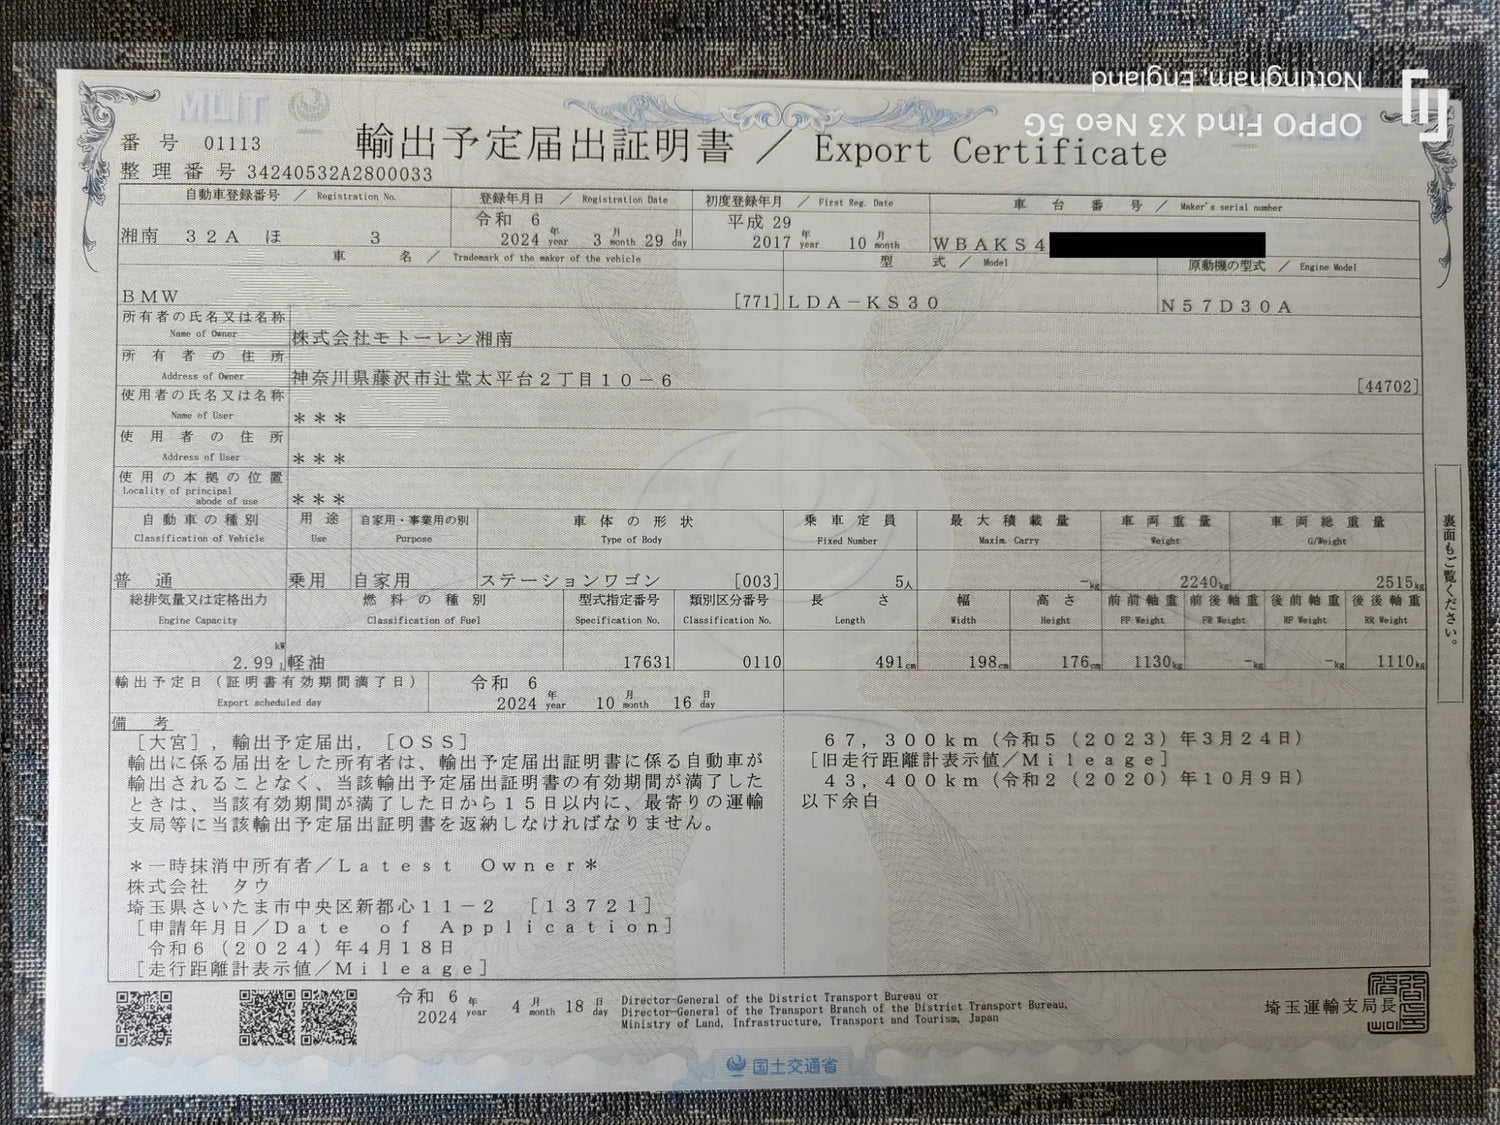 MLIT
OPPO Find X3 Neo 5G
Nottingham, England
番 号 01113
輸出予定届出証明書 / Export Certificate
整理番号 34240532A2800033
自動車登録番号 / Registration No.
登録年月日 / Registration Date
初度登録年月 / First Reg. Date
車台番号 / Maker's serial number
湘南 32A ほ 3
令和 6
2024 年 year 3 月 month 29 日 day
平成 29
2017 年 year 10 月 month
WBAKS4
車名 / Trademark of the maker of the vehicle
型式 / Model
原動機の型式 / Engine Model
BMW [771]
LDA-KS30
N57D30A
所有者の氏名又は名称
Name of Owner
株式会社モトーレン湘南
所有者の住所
Address of Owner
神奈川県藤沢市辻堂太平台2丁目10-6 [44702]
使用者の氏名又は名称
Name of User
***
使用者の住所
Address of User
***
使用の本拠の位置
Locality of principal
abode of use
***
自動車の種別 用途 自家用・事業用の別 車体の形状 乗車定員 最大積載量 車両重量 車両総重量
Classification of Vehicle Use Purpose Type of Body Fixed Number Maxim. Carry Weight G/Weight
普通 乗用 自家用 ステーションワゴン [003] 5人 -kg 2240kg 2515kg
総排気量又は定格出力 燃料の種別 型式指定番号 類別区分番号 長さ 幅 高さ 前前軸重 前後軸重 後前軸重 後後軸重
Engine Capacity Classification of Fuel Specification No. Classification No. Length Width Height FF Weight FR Weight RF Weight RR Weight
kW
2.99 L 軽油 17631 0110 491cm 198cm 176cm 1130kg -kg -kg 1110kg
輸出予定日(証明書有効期間満了日)
Export scheduled day
令和 6
2024 年 year 10 月 month 16 日 day
備考
[大宮], 輸出予定届出, [OSS]
輸出に係る届出をした所有者は、輸出予定届出証明書に係る自動車が
輸出されることなく、当該輸出予定届出証明書の有効期間が満了した
ときは、当該有効期間が満了した日から15日以内に、最寄りの運輸
支局等に当該輸出予定届出証明書を返納しなければなりません。
*一時抹消中所有者/Latest Owner*
株式会社 タウ
埼玉県さいたま市中央区新都心11-2 [13721]
[申請年月日/Date of Application]
令和6(2024)年4月18日
[走行距離計表示値/Mileage]
67,300km(令和5(2023)年3月24日)
[旧走行距離計表示値/Mileage]
43,400km(令和2(2020)年10月9日)
以下余白
裏面もご覧ください。
令和 6
2024 年 year 4 月 month 18 日 day
Director-General of the District Transport Bureau or
Director-General of the Transport Branch of the District Transport Bureau,
Ministry of Land, Infrastructure, Transport and Tourism, Japan
埼玉運輸支局長
国土交通省